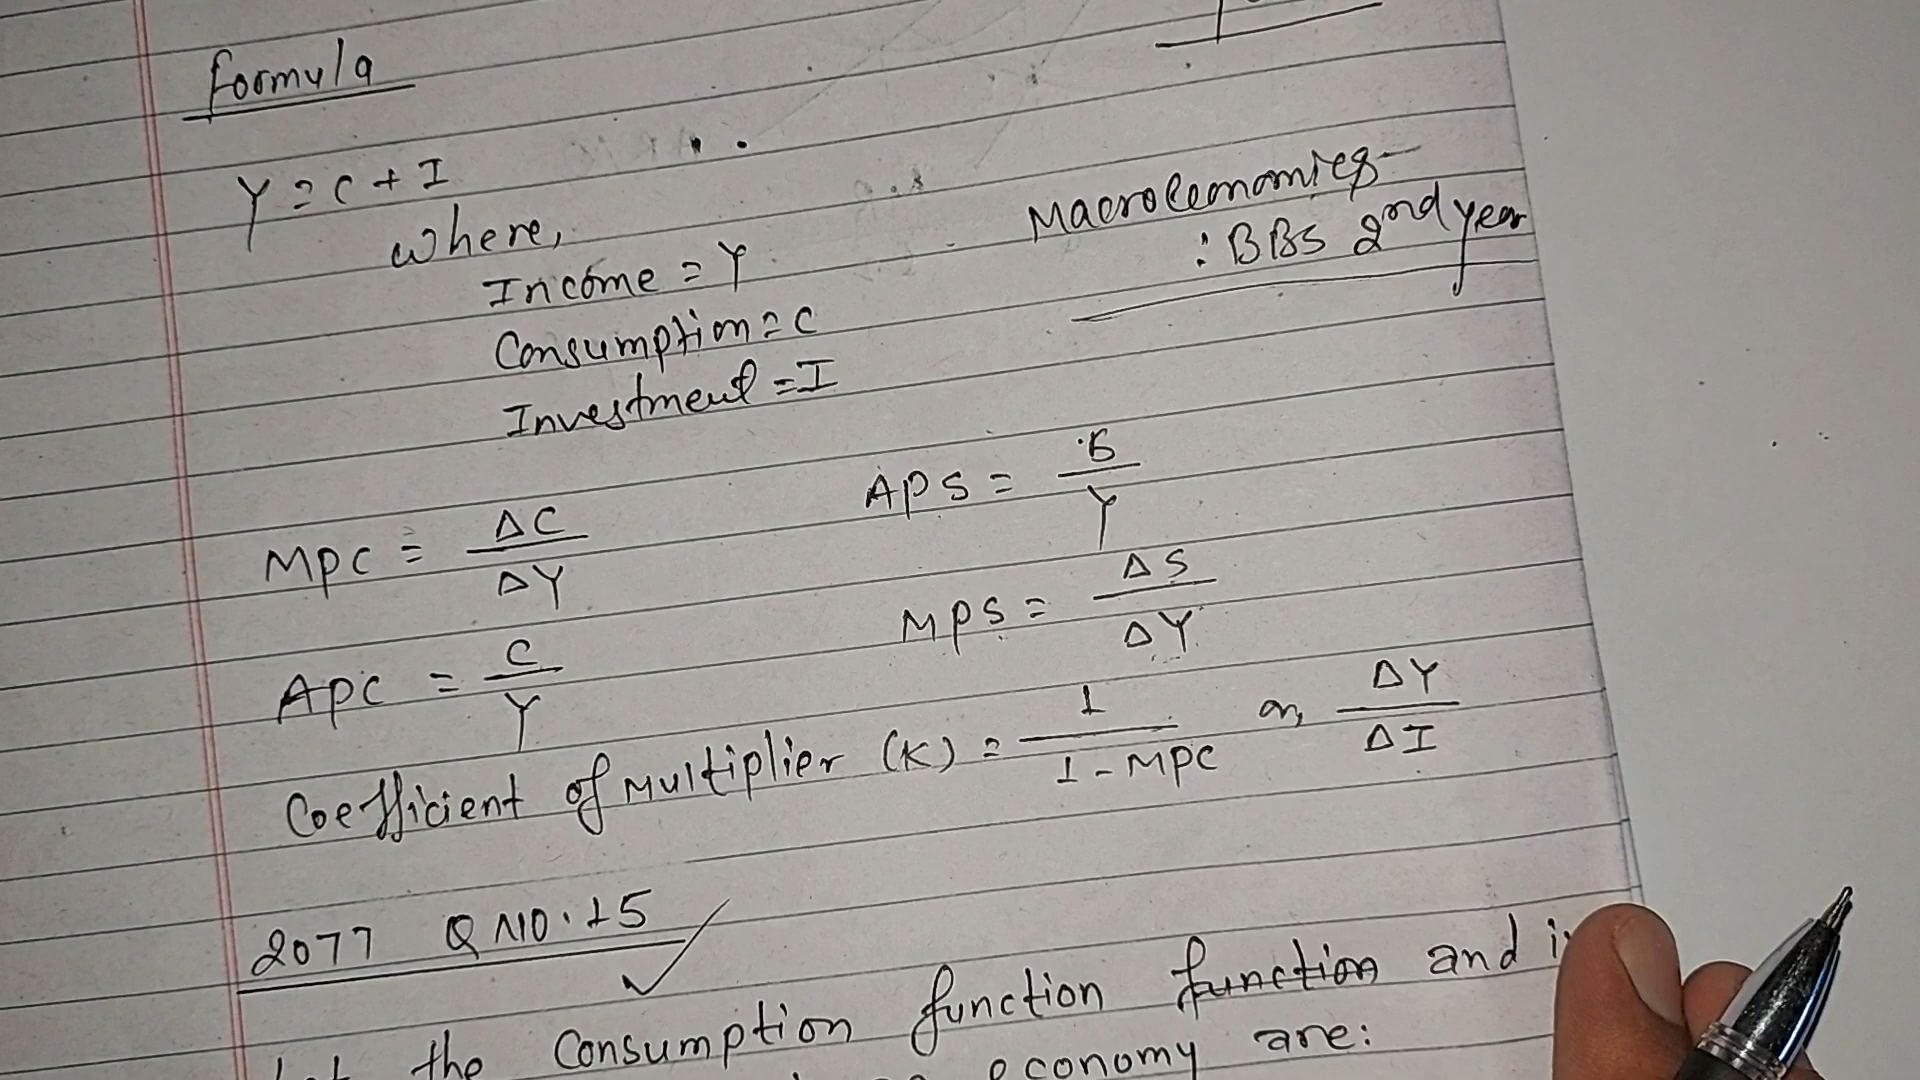 Formula
Y = C + I
where,
Income = Y
Consumption = C
Investment = I
Macroeconomics
: BBS 2nd year
MPC = ΔC / ΔY
APS = S / Y
APC = C / Y
MPS = ΔS / ΔY
Coefficient of Multiplier (K) = 1 / 1 - MPC or, ΔY / ΔI
2077 Q NO. 15 ✓
the Consumption function function and
economy are: